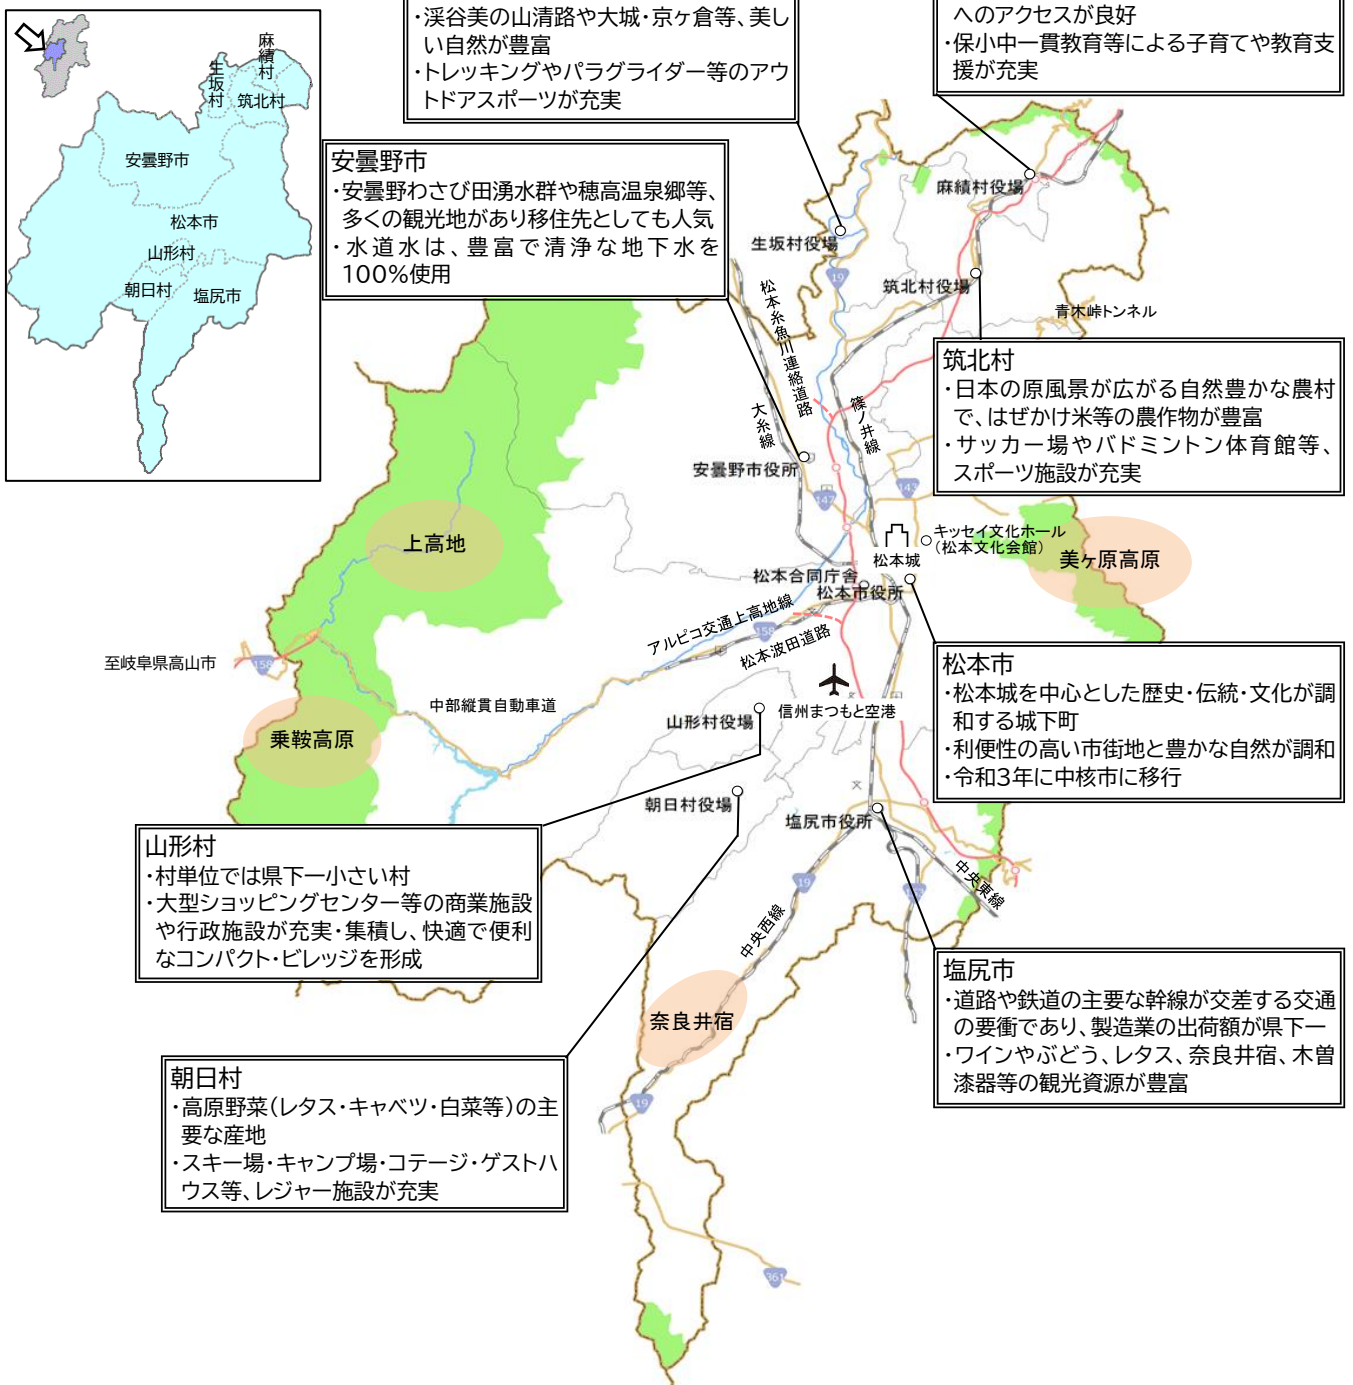 ・渓谷美の山清路や大城・京ヶ倉等、美し
い自然が豊富
・トレッキングやパラグライダー等のアウ
トドアスポーツが充実
へのアクセスが良好
・保小中一貫教育等による子育てや教育支
援が充実
麻績村
生坂村
筑北村
安曇野市
松本市
山形村
朝日村
塩尻市
安曇野市
・安曇野わさび田湧水群や穂高温泉郷等、
多くの観光地があり移住先としても人気
・水道水は、豊富で清浄な地下水を
100%使用
麻績村役場
生坂村役場
19
筑北村役場
青木峠トンネル
松本糸魚川連絡道路
大糸線
篠ノ井線
筑北村
・日本の原風景が広がる自然豊かな農村
で、はぜかけ米等の農作物が豊富
・サッカー場やバドミントン体育館等、
スポーツ施設が充実
安曇野市役所
147
143
上高地
キッセイ文化ホール
(松本文化会館)
松本城
美ヶ原高原
松本合同庁舎
松本市役所
アルピコ交通上高地線
158
松本波田道路
至岐阜県高山市
158
中部縦貫自動車道
乗鞍高原
山形村役場
信州まつもと空港
松本市
・松本城を中心とした歴史・伝統・文化が調
和する城下町
・利便性の高い市街地と豊かな自然が調和
・令和3年に中核市に移行
朝日村役場
塩尻市役所
山形村
・村単位では県下一小さい村
・大型ショッピングセンター等の商業施設
や行政施設が充実・集積し、快適で便利
なコンパクト・ビレッジを形成
19
中央東線
中央西線
奈良井宿
塩尻市
・道路や鉄道の主要な幹線が交差する交通
の要衝であり、製造業の出荷額が県下一
・ワインやぶどう、レタス、奈良井宿、木曽
漆器等の観光資源が豊富
朝日村
・高原野菜(レタス・キャベツ・白菜等)の主
要な産地
・スキー場・キャンプ場・コテージ・ゲストハ
ウス等、レジャー施設が充実
19
361